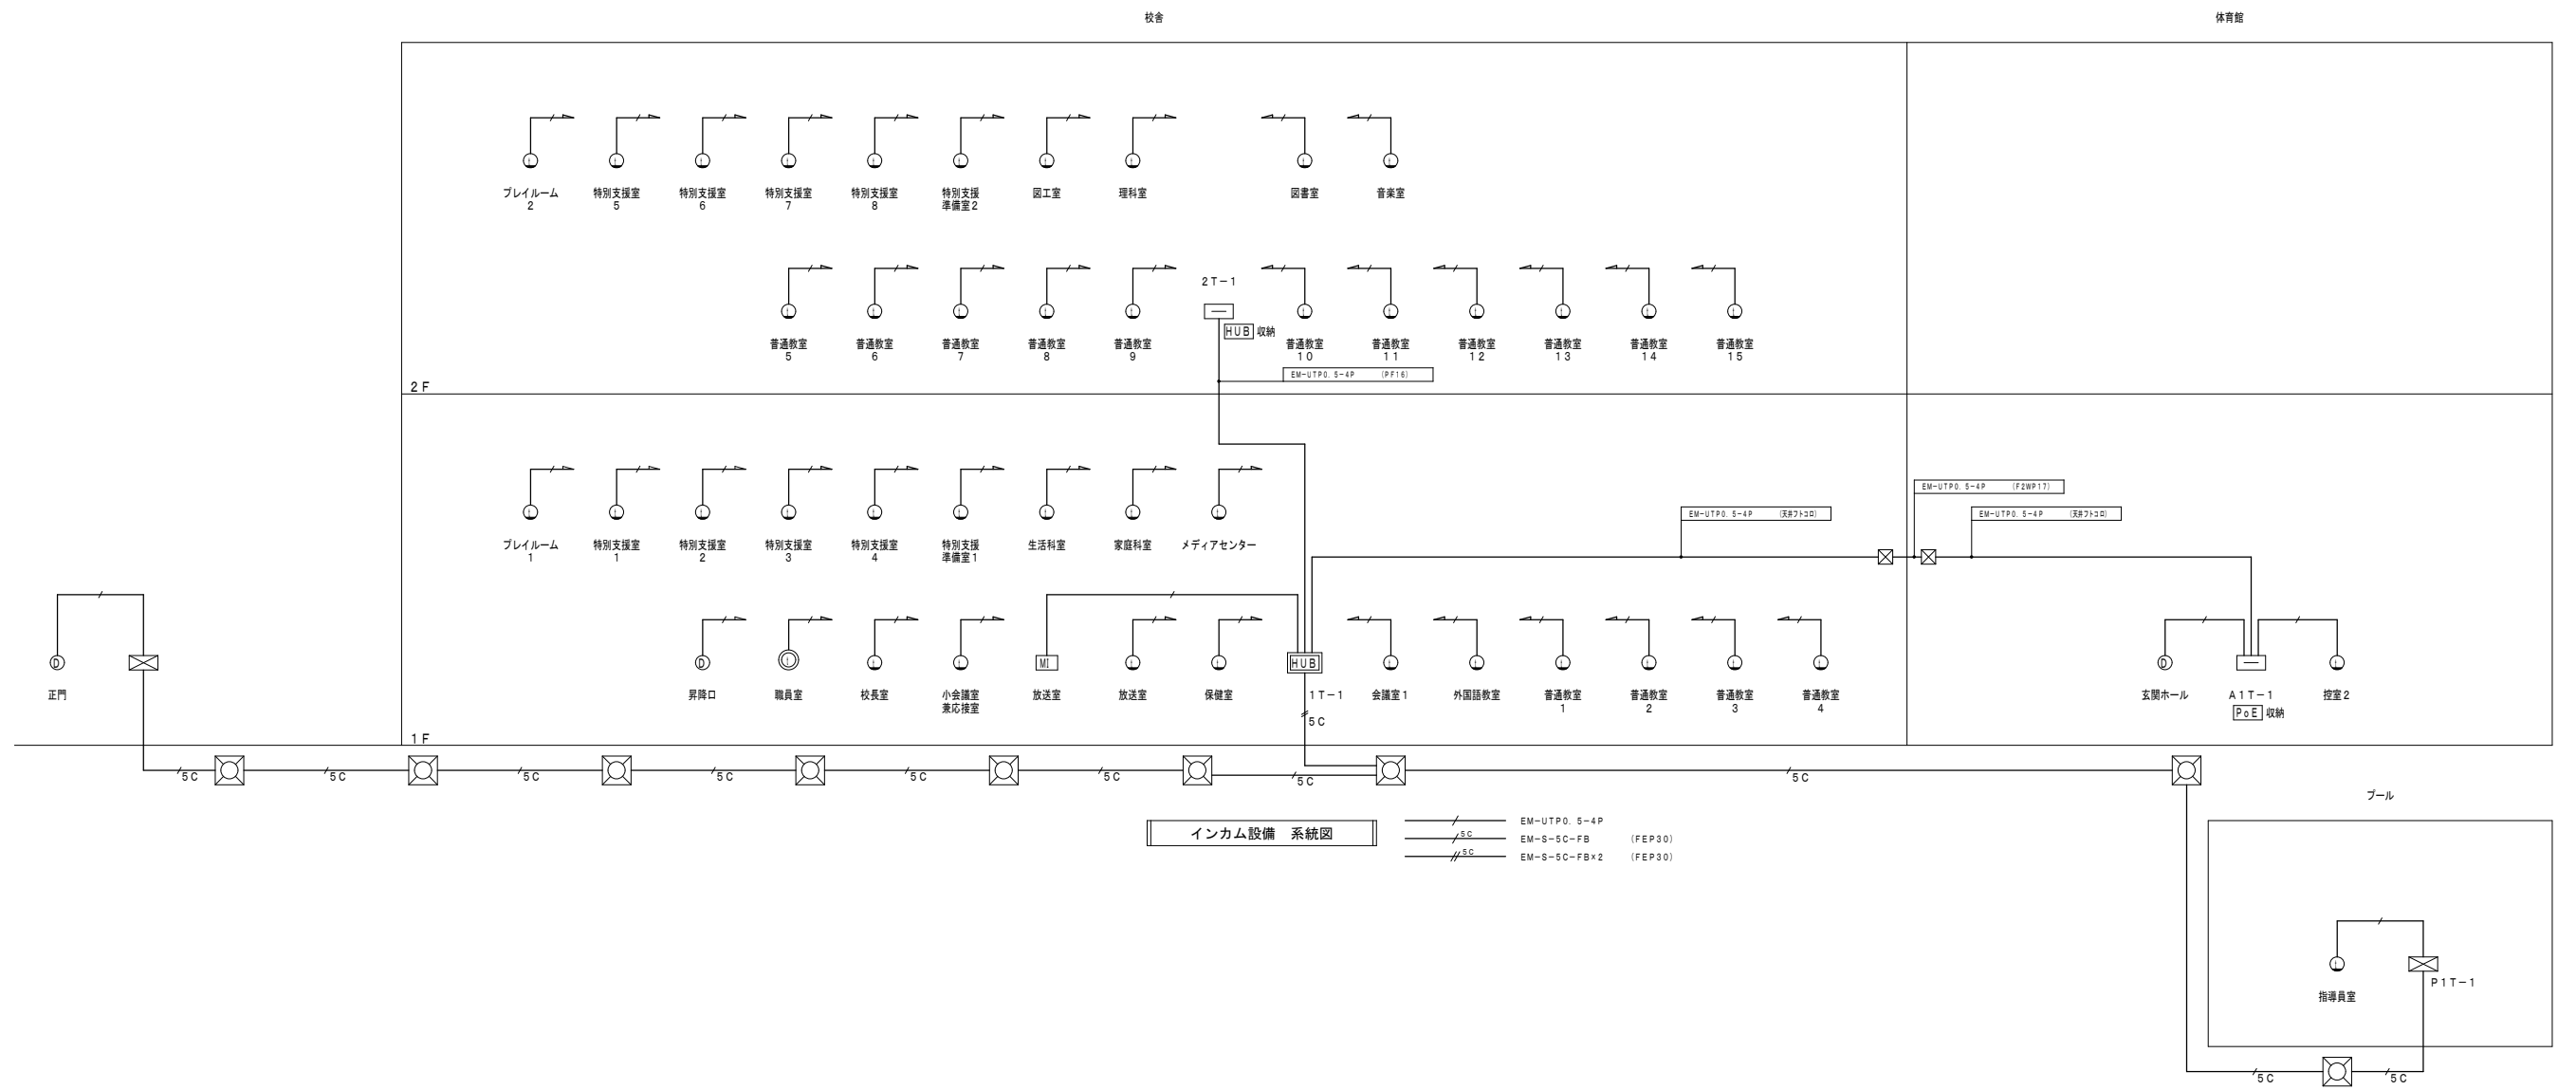 校舎
体育館
プレイルーム
2
特別支援室
5
特別支援室
6
特別支援室
7
特別支援室
8
特別支援
準備室2
図工室
理科室
図書室
音楽室
2T-1
HUB 収納
普通教室
5
普通教室
6
普通教室
7
普通教室
8
普通教室
9
普通教室
10
普通教室
11
普通教室
12
普通教室
13
普通教室
14
普通教室
15
EM-UTP0.5-4P (PF16)
2F
プレイルーム
1
特別支援室
1
特別支援室
2
特別支援室
3
特別支援室
4
特別支援
準備室1
生活科室
家庭科室
メディアセンター
EM-UTP0.5-4P (天井フトコロ)
EM-UTP0.5-4P (F2WP17)
EM-UTP0.5-4P (天井フトコロ)
D
正門
D
昇降口
職員室
校長室
小会議室
兼応接室
MI
放送室
放送室
保健室
HUB
1T-1
5C
会議室1
外国語教室
普通教室
1
普通教室
2
普通教室
3
普通教室
4
D
玄関ホール
A1T-1
PoE 収納
控室2
1F
5C
5C
5C
5C
5C
5C
5C
5C
インカム設備 系統図
EM-UTP0.5-4P
5C
EM-S-5C-FB (FEP30)
5C
EM-S-5C-FB×2 (FEP30)
プール
指導員室
P1T-1
5C
5C